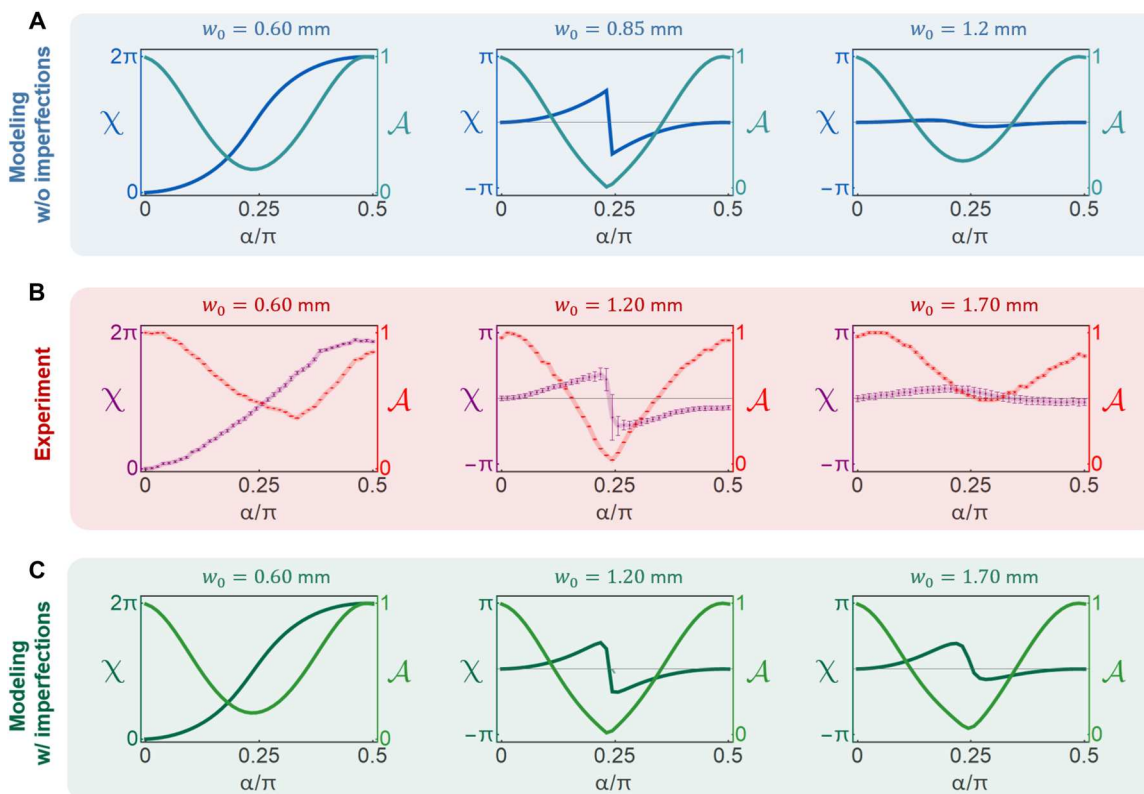 A
Modeling
w/o imperfections
w₀ = 0.60 mm
2π
0
χ
1
0
𝒜
0 0.25 0.5
α/π
w₀ = 0.85 mm
π
−π
χ
1
0
𝒜
0 0.25 0.5
α/π
w₀ = 1.2 mm
π
−π
χ
1
0
𝒜
0 0.25 0.5
α/π
B
Experiment
w₀ = 0.60 mm
2π
0
χ
1
0
𝒜
0 0.25 0.5
α/π
w₀ = 1.20 mm
π
−π
χ
1
0
𝒜
0 0.25 0.5
α/π
w₀ = 1.70 mm
π
−π
χ
1
0
𝒜
0 0.25 0.5
α/π
C
Modeling
w/ imperfections
w₀ = 0.60 mm
2π
0
χ
1
0
𝒜
0 0.25 0.5
α/π
w₀ = 1.20 mm
π
−π
χ
1
0
𝒜
0 0.25 0.5
α/π
w₀ = 1.70 mm
π
−π
χ
1
0
𝒜
0 0.25 0.5
α/π